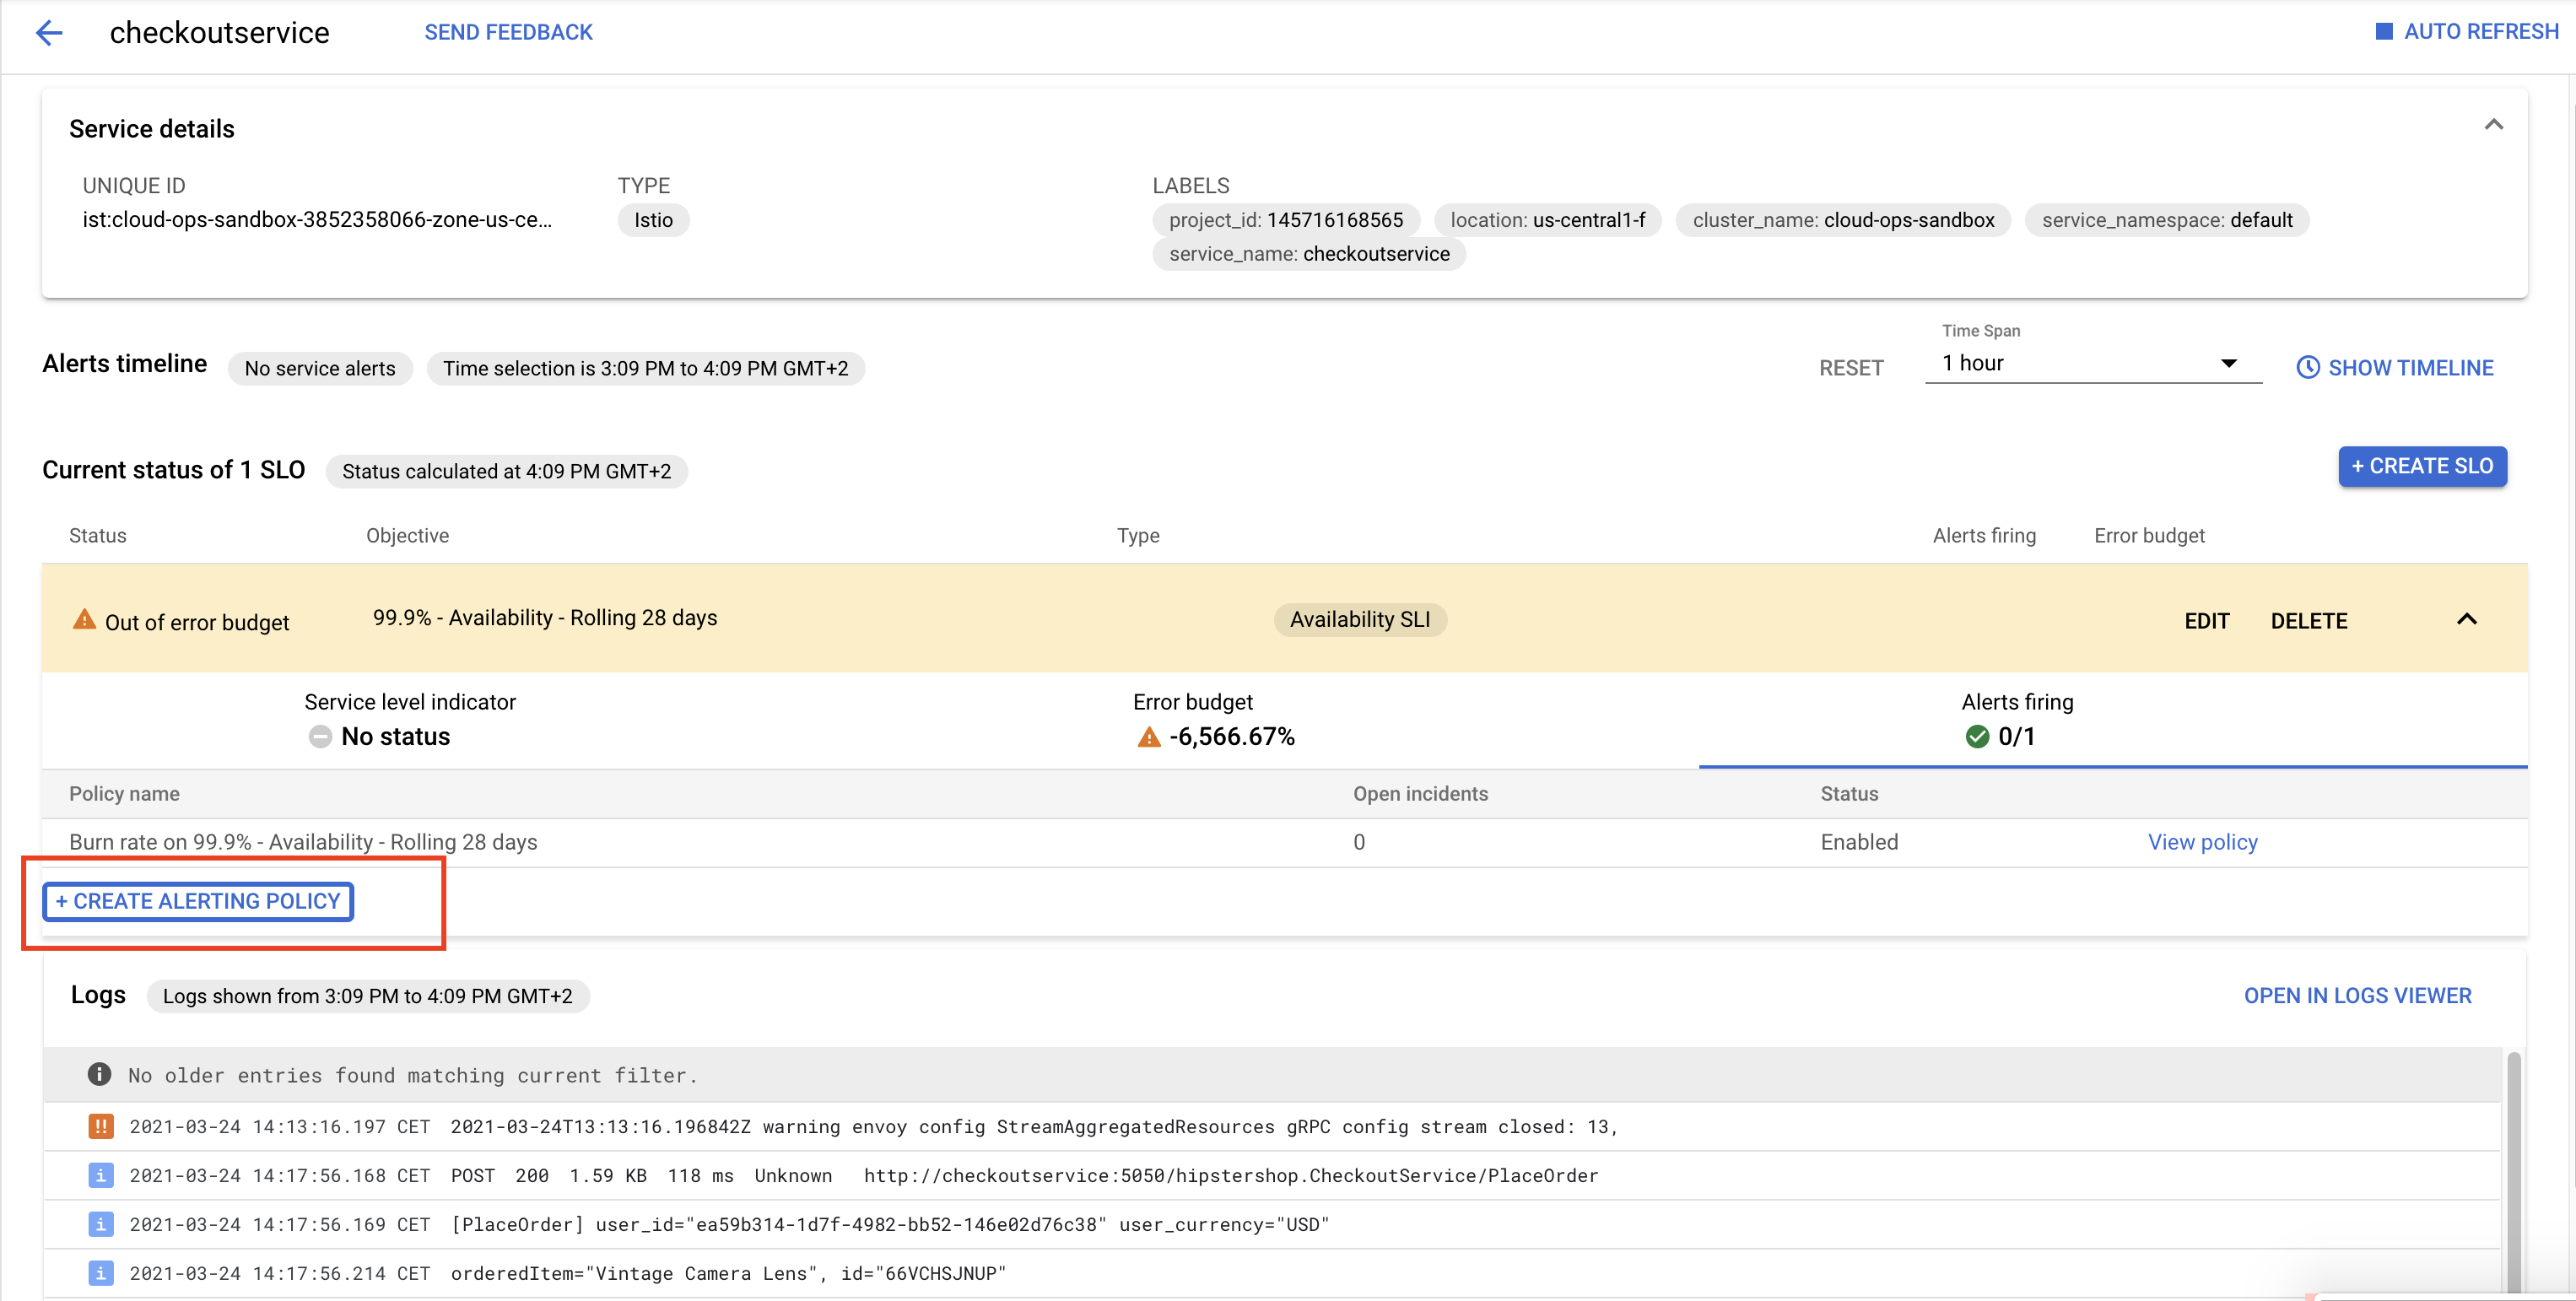 checkoutservice SEND FEEDBACK AUTO REFRESH
Service details
UNIQUE ID TYPE LABELS
ist:cloud-ops-sandbox-3852358066-zone-us-ce... Istio project_id: 145716168565 location: us-central1-f cluster_name: cloud-ops-sandbox service_namespace: default
service_name: checkoutservice
Time Span
Alerts timeline No service alerts Time selection is 3:09 PM to 4:09 PM GMT+2 RESET 1 hour SHOW TIMELINE
Current status of 1 SLO Status calculated at 4:09 PM GMT+2 + CREATE SLO
Status Objective Type Alerts firing Error budget
Out of error budget 99.9% - Availability - Rolling 28 days Availability SLI EDIT DELETE
Service level indicator Error budget Alerts firing
No status -6,566.67% 0/1
Policy name Open incidents Status
Burn rate on 99.9% - Availability - Rolling 28 days 0 Enabled View policy
+ CREATE ALERTING POLICY
Logs Logs shown from 3:09 PM to 4:09 PM GMT+2 OPEN IN LOGS VIEWER
i No older entries found matching current filter.
!! 2021-03-24 14:13:16.197 CET 2021-03-24T13:13:16.196842Z warning envoy config StreamAggregatedResources gRPC config stream closed: 13,
i 2021-03-24 14:17:56.168 CET POST 200 1.59 KB 118 ms Unknown http://checkoutservice:5050/hipstershop.CheckoutService/PlaceOrder
i 2021-03-24 14:17:56.169 CET [PlaceOrder] user_id="ea59b314-1d7f-4982-bb52-146e02d76c38" user_currency="USD"
i 2021-03-24 14:17:56.214 CET orderedItem="Vintage Camera Lens", id="66VCHSJNUP"